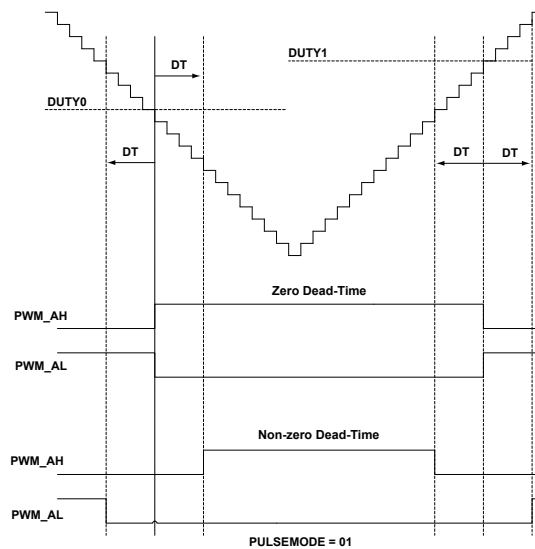 DUTY1
DT
DUTY0
DT
DT
DT
Zero Dead-Time
PWM_AH
PWM_AL
Non-zero Dead-Time
PWM_AH
PWM_AL
PULSEMODE = 01